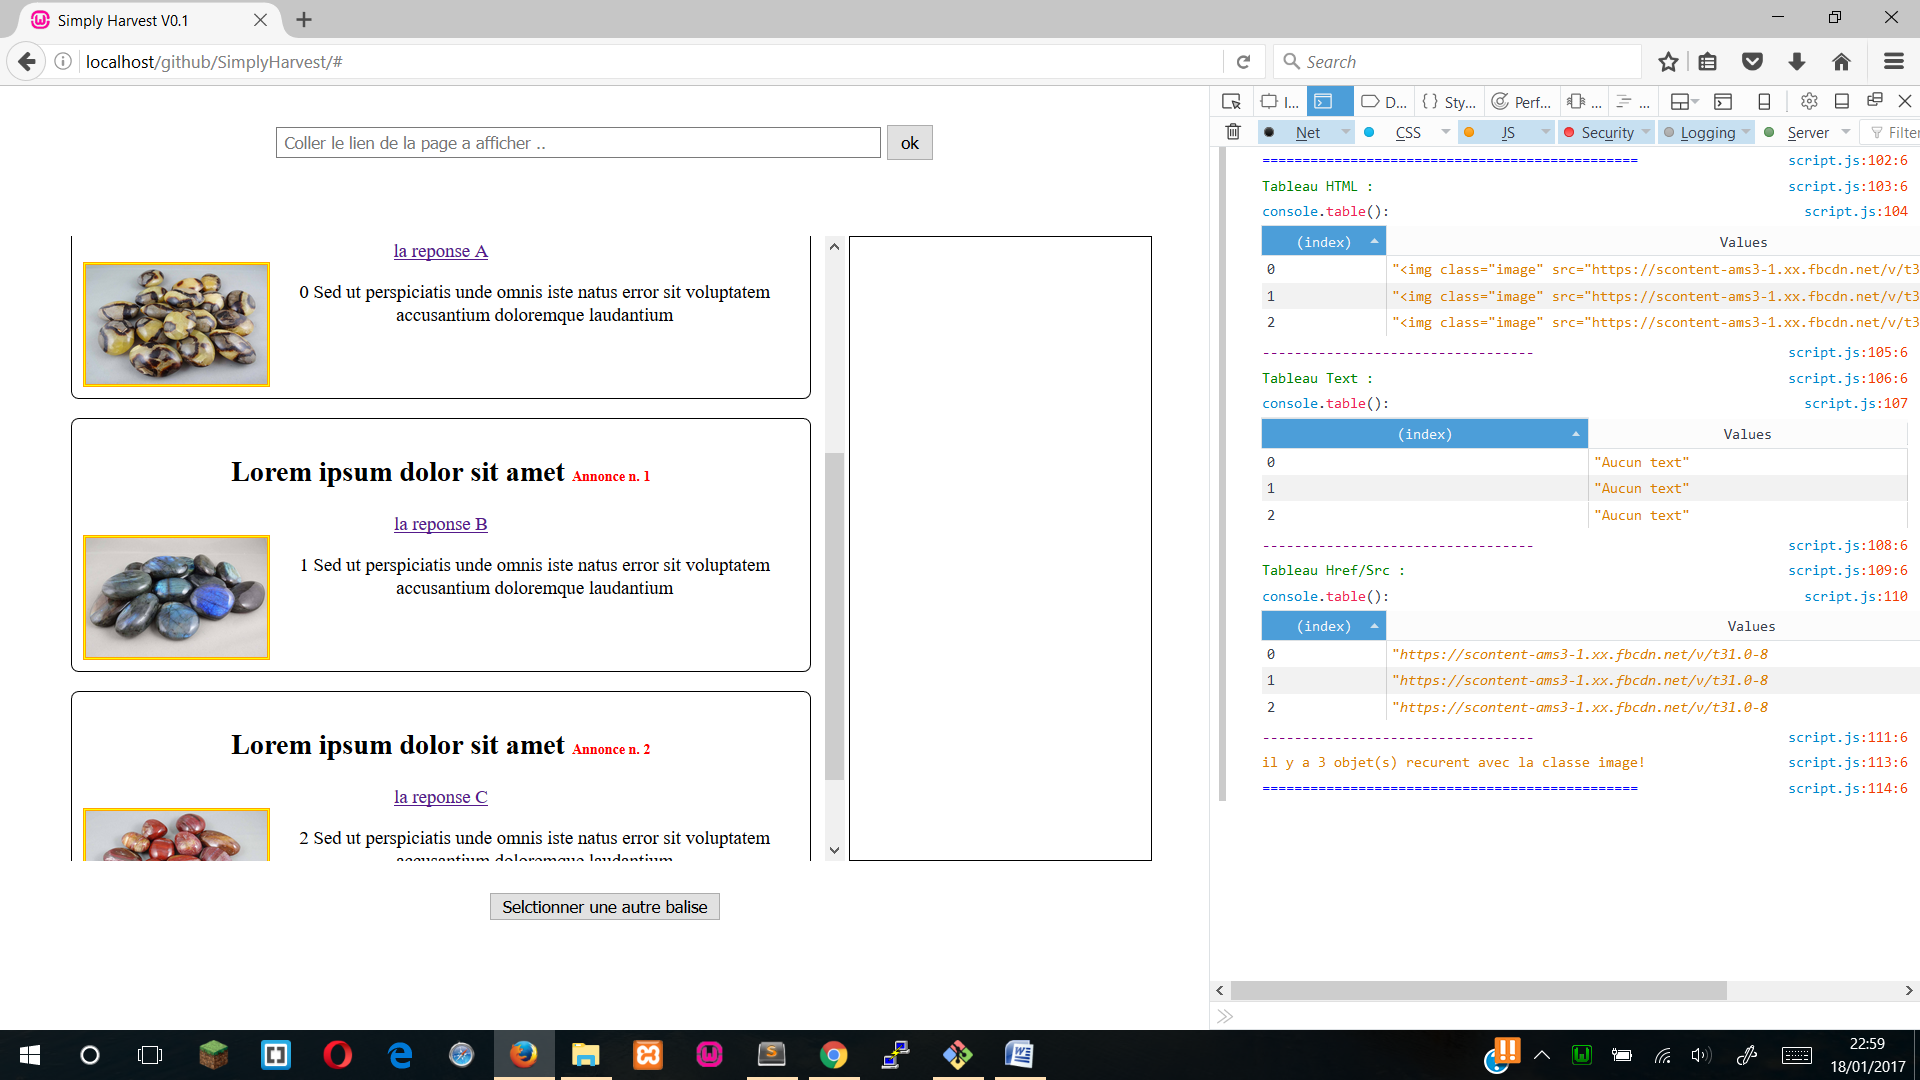 Simply Harvest V0.1
localhost/github/SimplyHarvest/#
Search
Coller le lien de la page a afficher ..
ok
la reponse A
0 Sed ut perspiciatis unde omnis iste natus error sit voluptatem
accusantium doloremque laudantium
Lorem ipsum dolor sit amet Annonce n. 1
la reponse B
1 Sed ut perspiciatis unde omnis iste natus error sit voluptatem
accusantium doloremque laudantium
Lorem ipsum dolor sit amet Annonce n. 2
la reponse C
2 Sed ut perspiciatis unde omnis iste natus error sit voluptatem
accusantium doloremque laudantium
Selctionner une autre balise
I... D... { } Sty... Perf... ... ...
Net CSS JS Security Logging Server Filter
=============================================== script.js:102:6
Tableau HTML : script.js:103:6
console.table(): script.js:104
(index) Values
0 "<img class="image" src="https://scontent-ams3-1.xx.fbcdn.net/v/t3
1 "<img class="image" src="https://scontent-ams3-1.xx.fbcdn.net/v/t3
2 "<img class="image" src="https://scontent-ams3-1.xx.fbcdn.net/v/t3
---------------------------------- script.js:105:6
Tableau Text : script.js:106:6
console.table(): script.js:107
(index) Values
0 "Aucun text"
1 "Aucun text"
2 "Aucun text"
---------------------------------- script.js:108:6
Tableau Href/Src : script.js:109:6
console.table(): script.js:110
(index) Values
0 "https://scontent-ams3-1.xx.fbcdn.net/v/t31.0-8
1 "https://scontent-ams3-1.xx.fbcdn.net/v/t31.0-8
2 "https://scontent-ams3-1.xx.fbcdn.net/v/t31.0-8
---------------------------------- script.js:111:6
il y a 3 objet(s) recurent avec la classe image! script.js:113:6
=============================================== script.js:114:6
22:59
18/01/2017